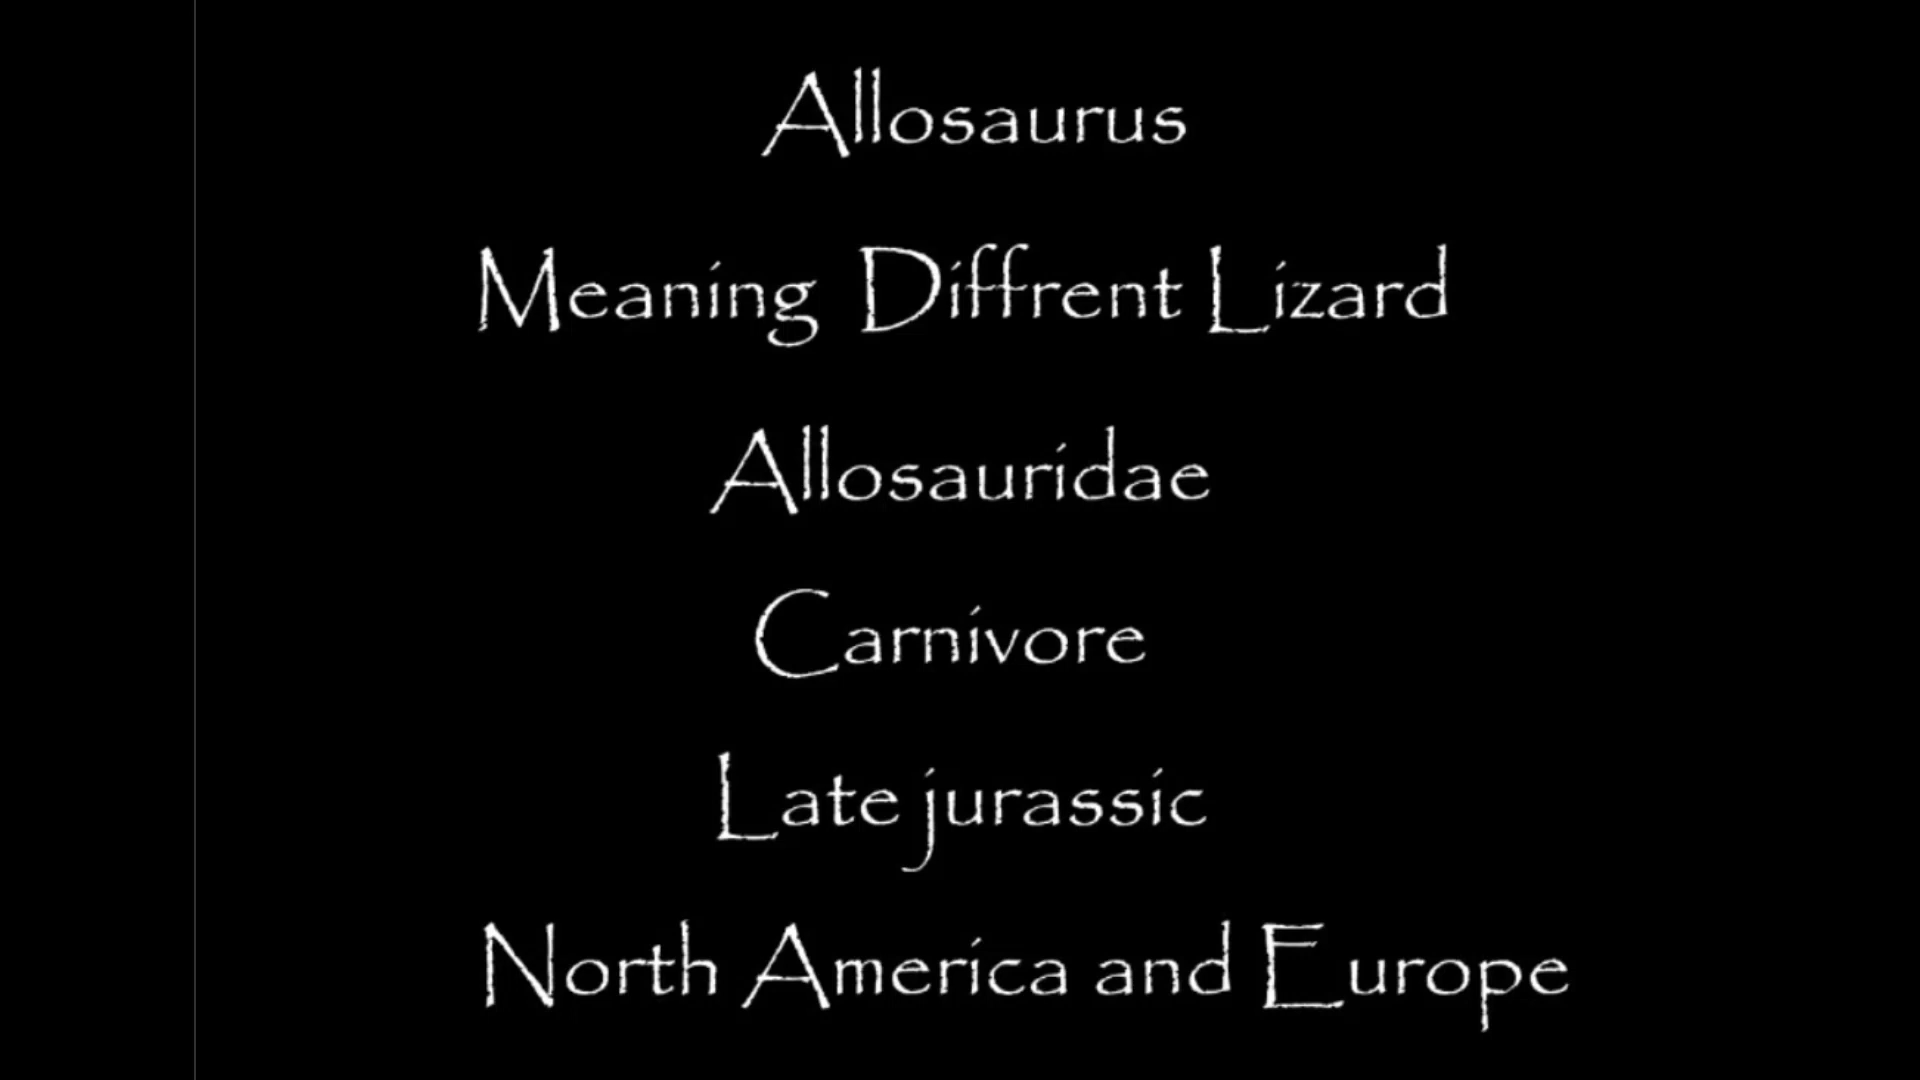 Allosaurus
Meaning Diffrent Lizard
Allosauridae
Carnivore
Late jurassic
North America and Europe